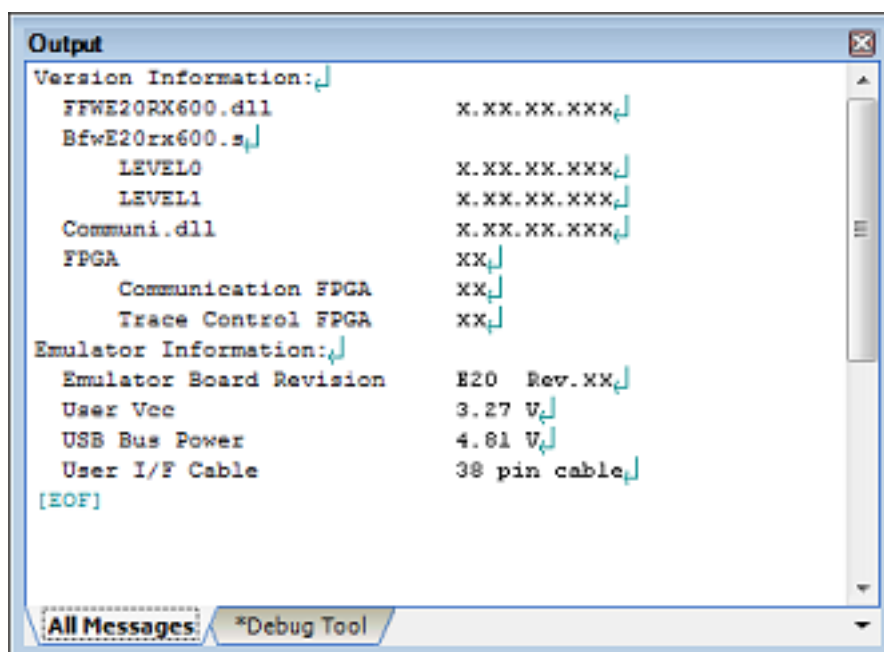 Output
Version Information:
FFWE20RX600.dll x.xx.xx.xxx
BfwE20rx600.s
LEVEL0 x.xx.xx.xxx
LEVEL1 x.xx.xx.xxx
Communi.dll x.xx.xx.xxx
FPGA xx
Communication FPGA xx
Trace Control FPGA xx
Emulator Information:
Emulator Board Revision E20 Rev.xx
User Vcc 3.27 V
USB Bus Power 4.81 V
User I/F Cable 38 pin cable
[EOF]
All Messages *Debug Tool